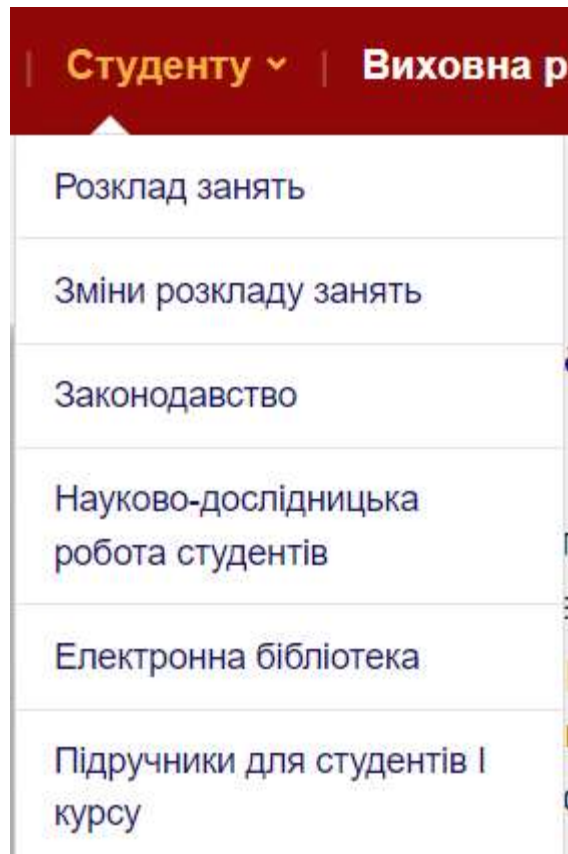 Студенту | Виховна р
Розклад занять
Зміни розкладу занять
Законодавство
Науково-дослідницька
робота студентів
Електронна бібліотека
Підручники для студентів І
курсу